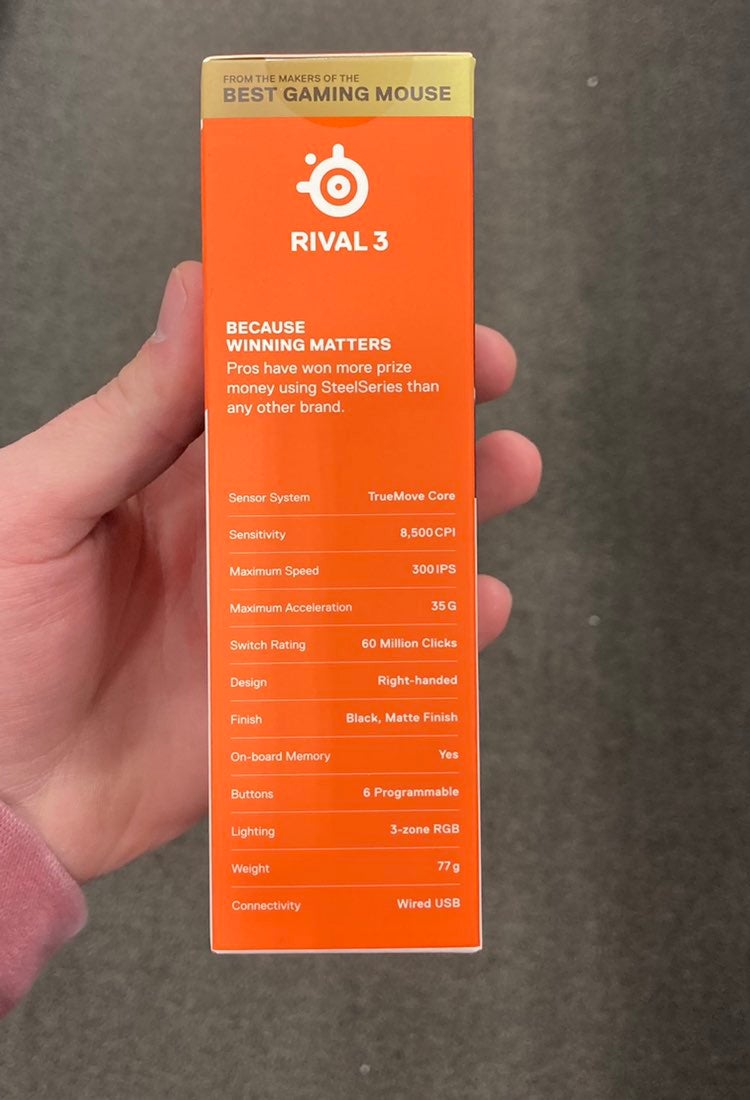 FROM THE MAKERS OF THE
BEST GAMING MOUSE
RIVAL 3
BECAUSE
WINNING MATTERS
Pros have won more prize
money using SteelSeries than
any other brand.
Sensor System TrueMove Core
Sensitivity 8,500 CPI
Maximum Speed 300 IPS
Maximum Acceleration 35 G
Switch Rating 60 Million Clicks
Design Right-handed
Finish Black, Matte Finish
On-board Memory Yes
Buttons 6 Programmable
Lighting 3-zone RGB
Weight 77 g
Connectivity Wired USB